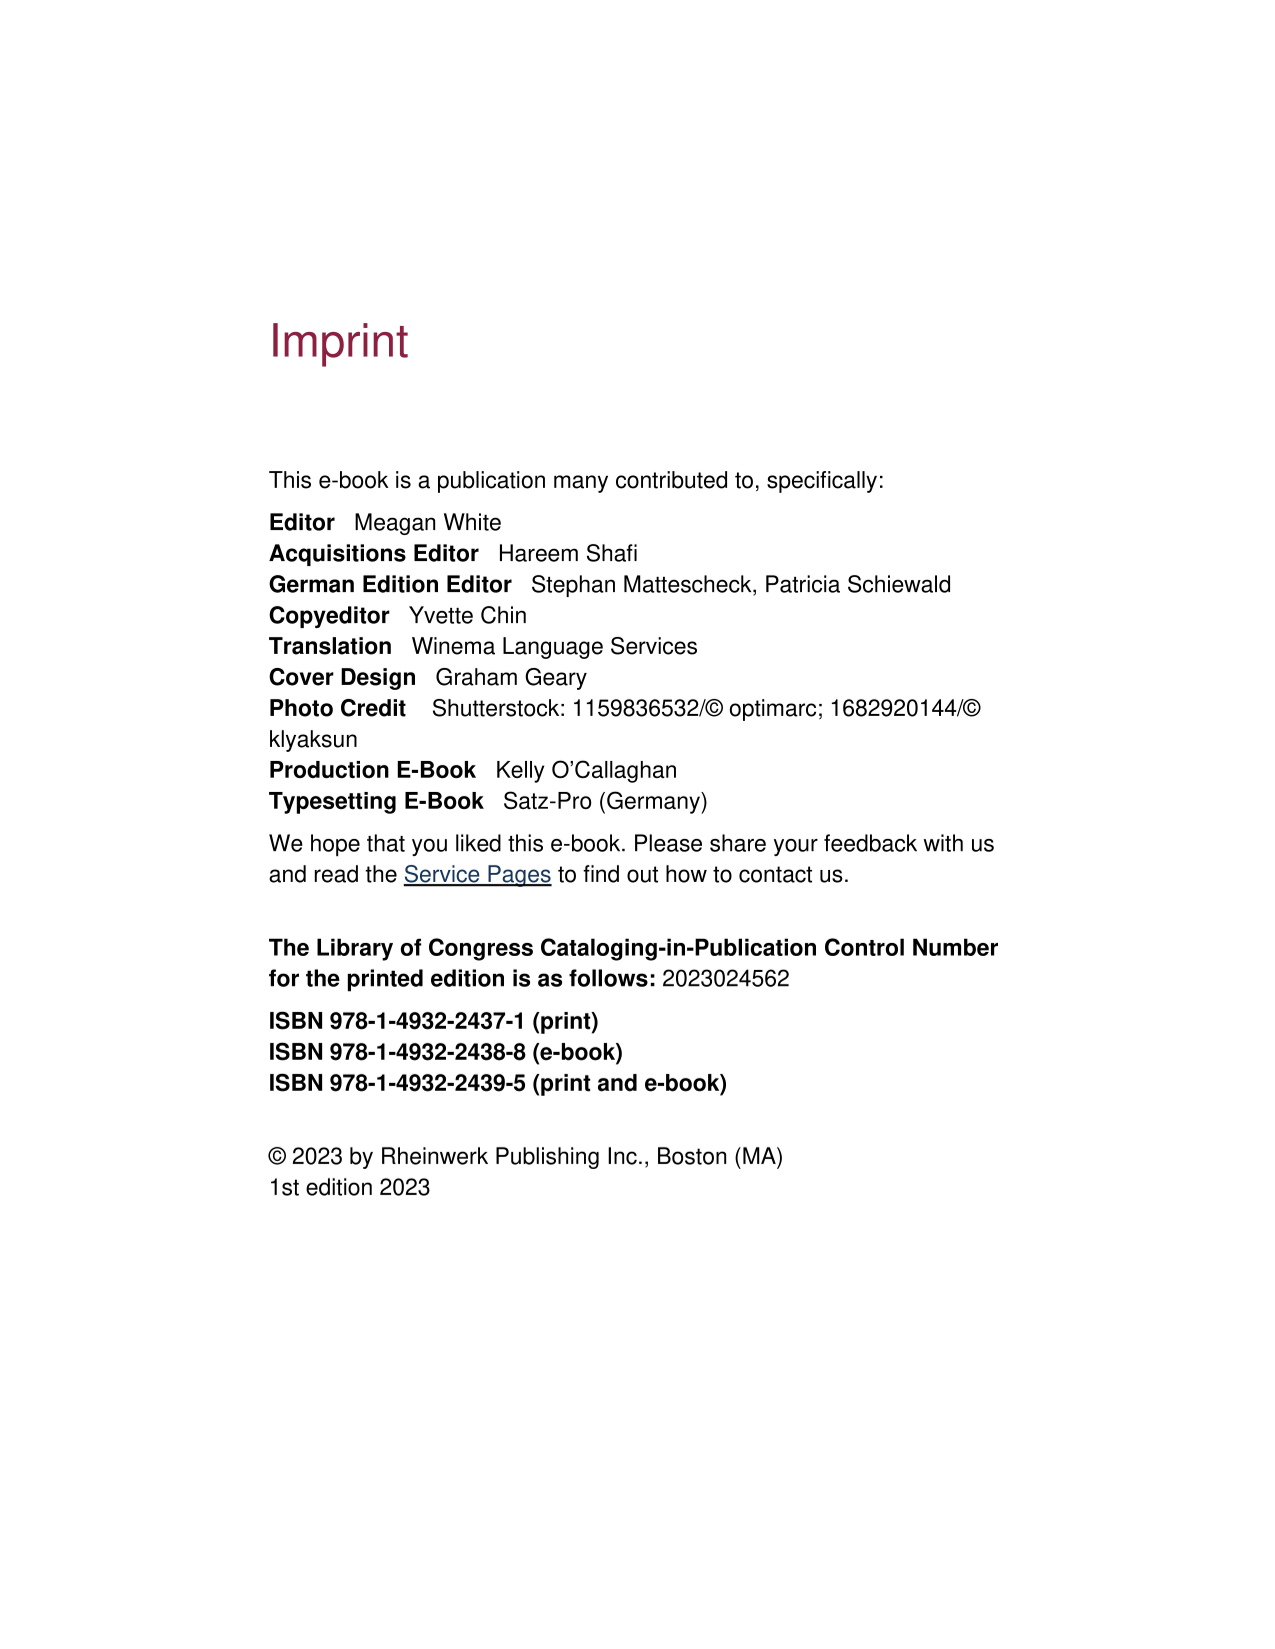 Imprint
This e-book is a publication many contributed to, specifically:
Editor Meagan White
Acquisitions Editor Hareem Shafi
German Edition Editor Stephan Mattescheck, Patricia Schiewald
Copyeditor Yvette Chin
Translation Winema Language Services
Cover Design Graham Geary
Photo Credit Shutterstock: 1159836532/© optimarc; 1682920144/©
klyaksun
Production E-Book Kelly O’Callaghan
Typesetting E-Book Satz-Pro (Germany)
We hope that you liked this e-book. Please share your feedback with us
and read the Service Pages to find out how to contact us.
The Library of Congress Cataloging-in-Publication Control Number
for the printed edition is as follows: 2023024562
ISBN 978-1-4932-2437-1 (print)
ISBN 978-1-4932-2438-8 (e-book)
ISBN 978-1-4932-2439-5 (print and e-book)
© 2023 by Rheinwerk Publishing Inc., Boston (MA)
1st edition 2023